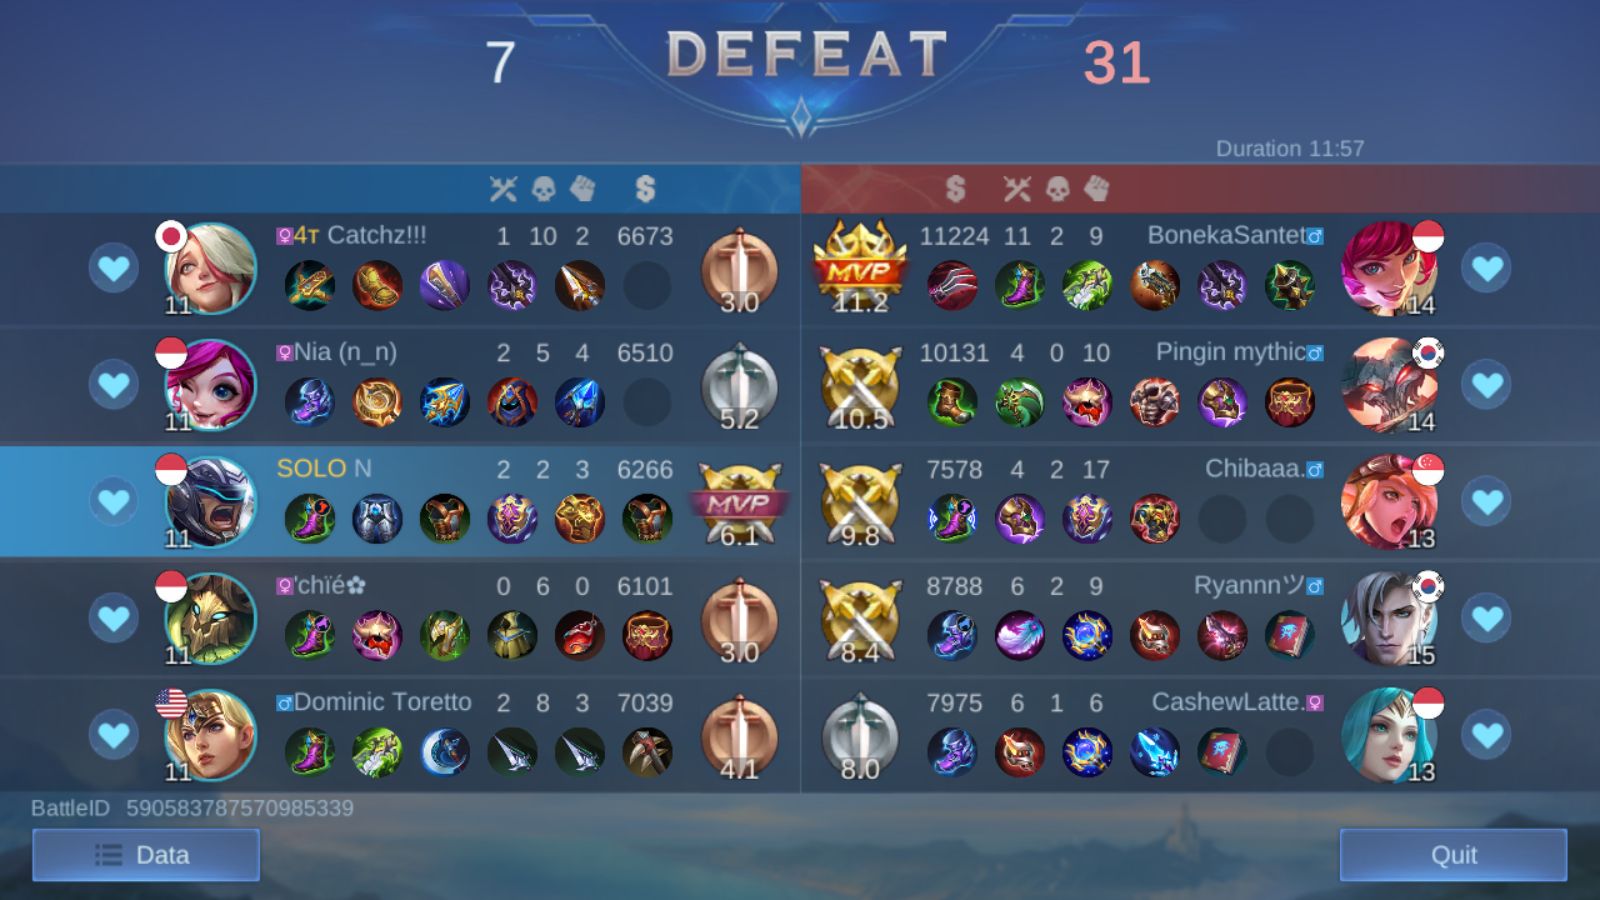 7 DEFEAT 31
Duration 11:57
4T Catchz!!! 1 10 2 6673
11 3.0
MVP 11224 11 2 9 BonekaSantet
11.2 14
Nia (n_n) 2 5 4 6510
11 5.2
10131 4 0 10 Pingin mythic
10.5 14
SOLO N 2 2 3 6266
11 MVP 6.1
7578 4 2 17 Chibaaa.
9.8 13
'chïé✿ 0 6 0 6101
11 3.0
8788 6 2 9 Ryannnツ
8.4 15
Dominic Toretto 2 8 3 7039
11 4.1
7975 6 1 6 CashewLatte.
8.0 13
BattleID 590583787570985339
Data
Quit